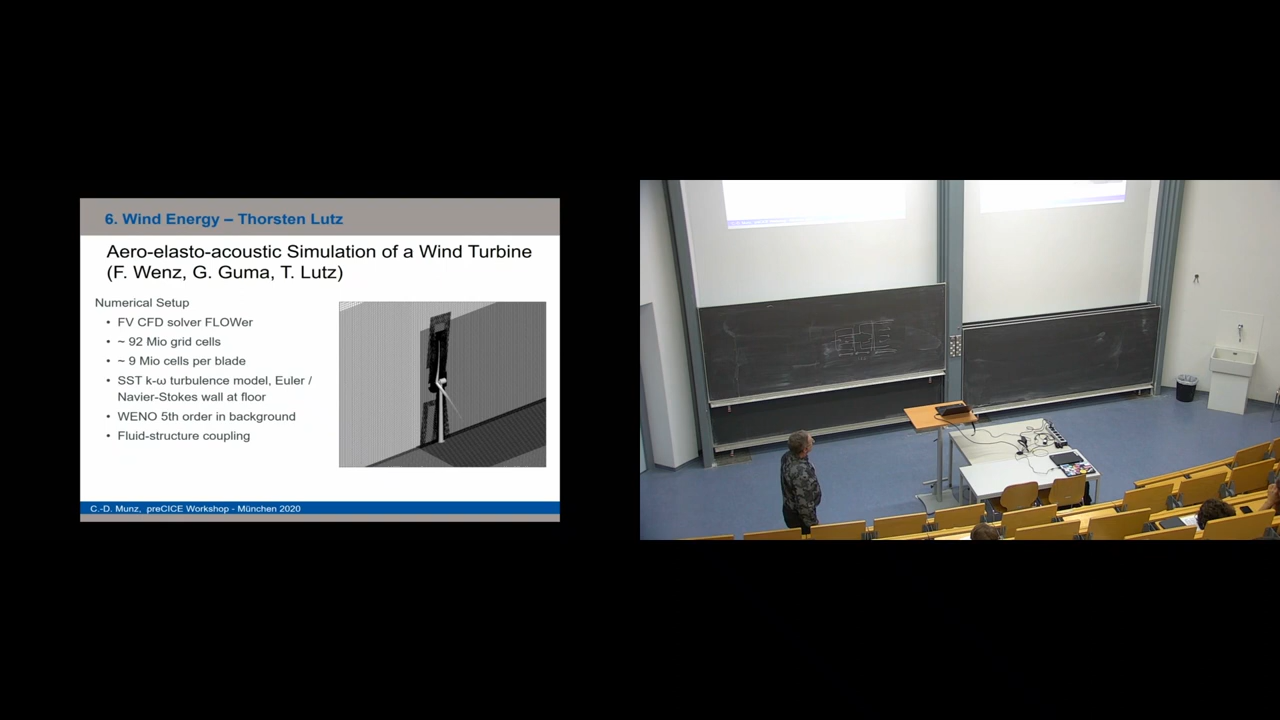 6. Wind Energy – Thorsten Lutz
Aero-elasto-acoustic Simulation of a Wind Turbine
(F. Wenz, G. Guma, T. Lutz)
Numerical Setup
• FV CFD solver FLOWer
• ~ 92 Mio grid cells
• ~ 9 Mio cells per blade
• SST k-ω turbulence model, Euler /
Navier-Stokes wall at floor
• WENO 5th order in background
• Fluid-structure coupling
C.-D. Munz, preCICE Workshop - München 2020